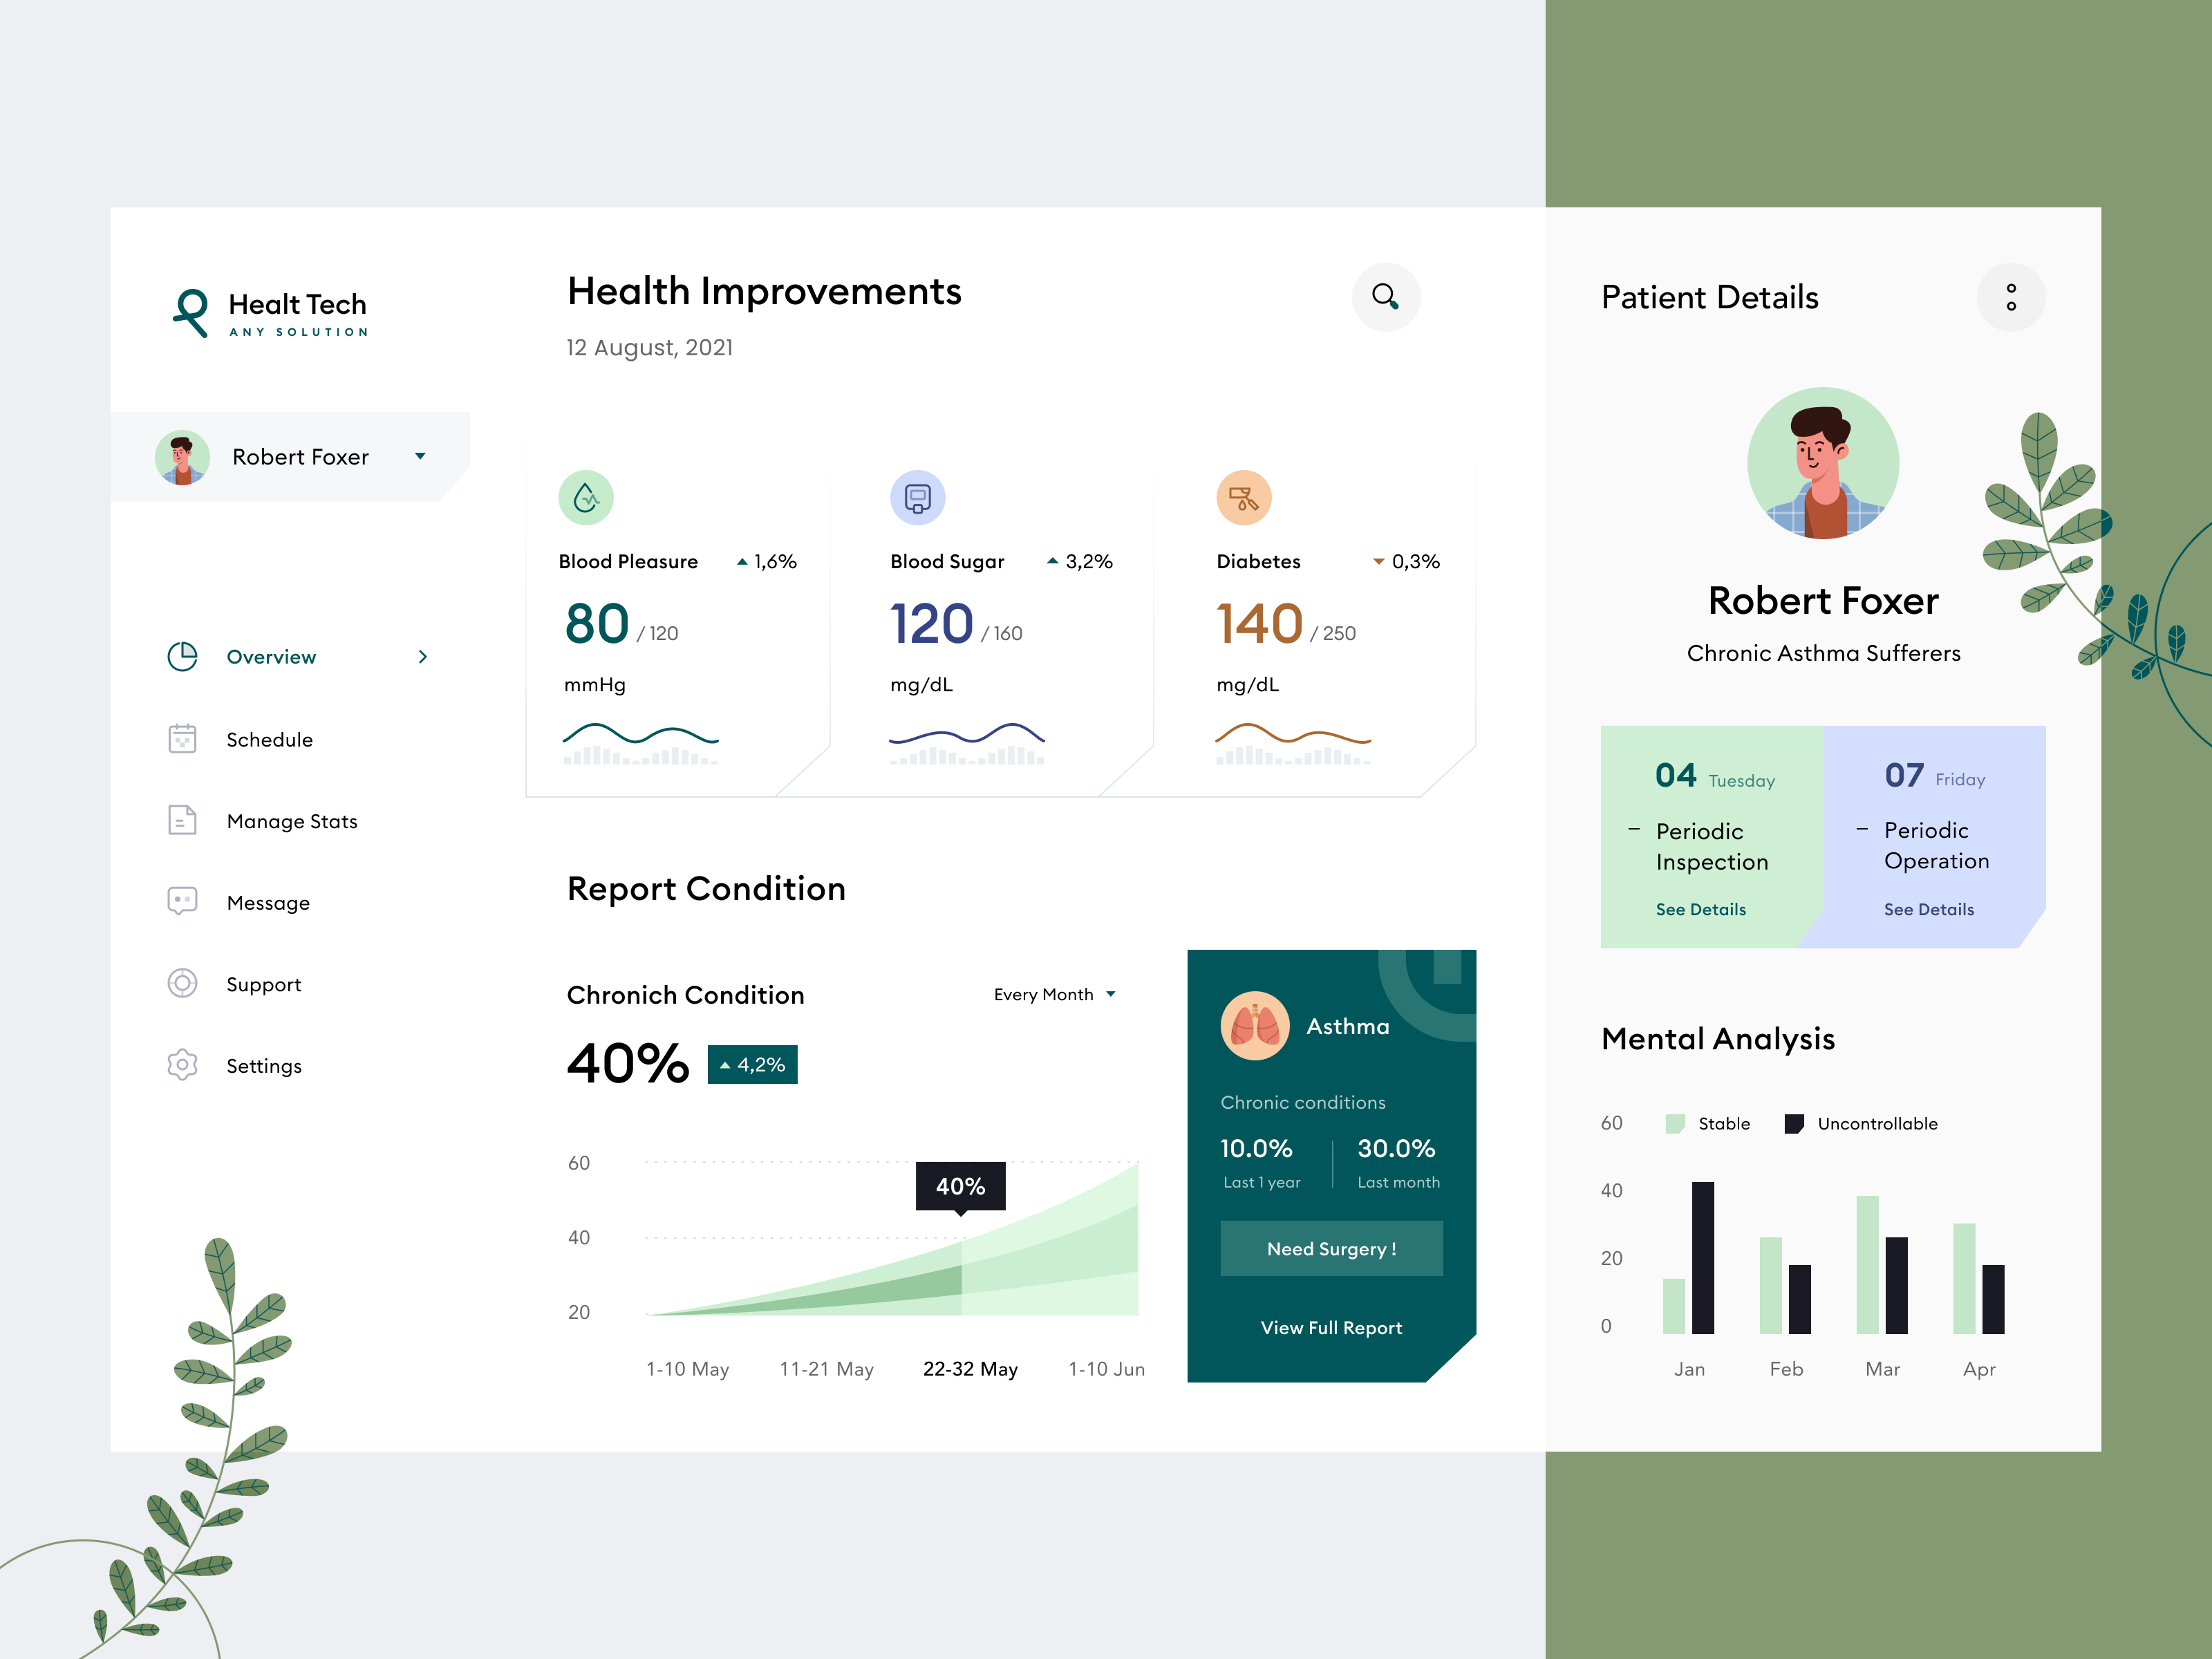 Healt Tech
ANY SOLUTION
Robert Foxer
Overview
Schedule
Manage Stats
Message
Support
Settings
Health Improvements
12 August, 2021
Blood Pleasure 1,6%
80 / 120
mmHg
Blood Sugar 3,2%
120 / 160
mg/dL
Diabetes 0,3%
140 / 250
mg/dL
Report Condition
Chronich Condition
Every Month
40% 4,2%
60
40
20
40%
1-10 May 11-21 May 22-32 May 1-10 Jun
Asthma
Chronic conditions
10.0% 30.0%
Last 1 year Last month
Need Surgery !
View Full Report
Patient Details
Robert Foxer
Chronic Asthma Sufferers
04 Tuesday
Periodic
Inspection
See Details
07 Friday
Periodic
Operation
See Details
Mental Analysis
Stable Uncontrollable
60
40
20
0
Jan Feb Mar Apr